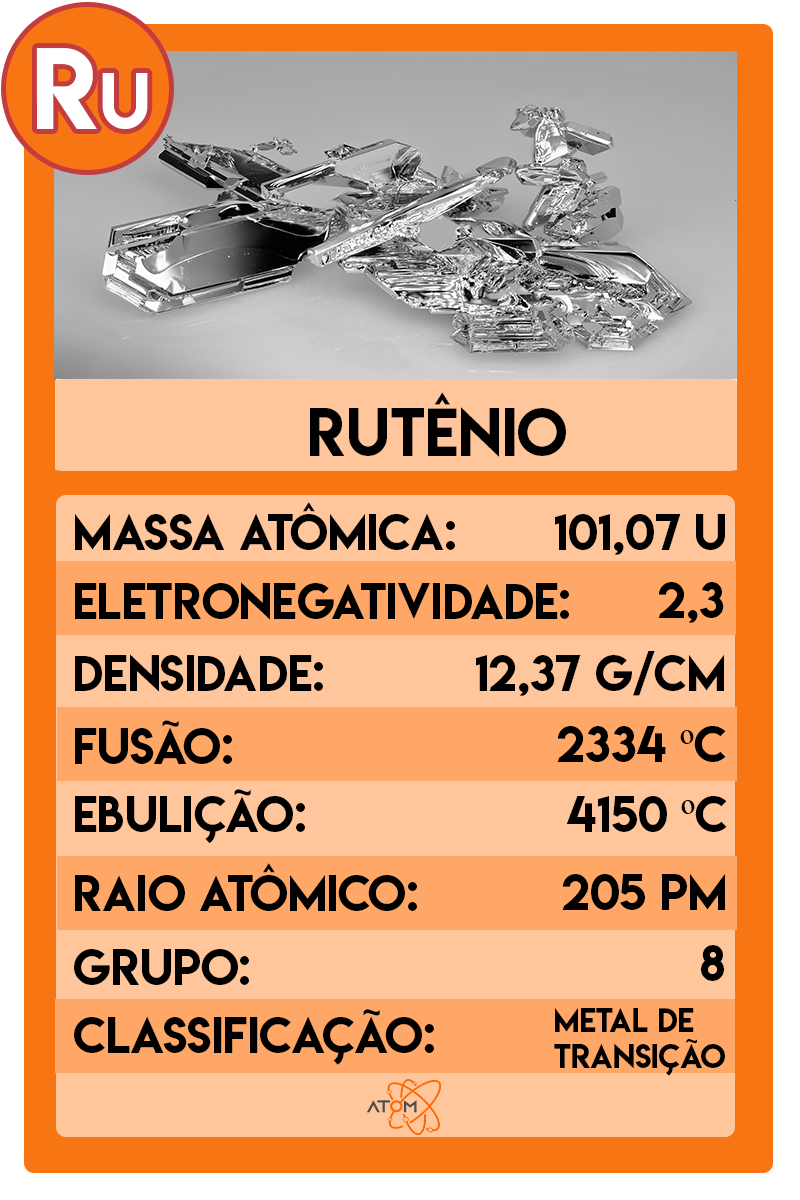 Ru
RUTÊNIO
MASSA ATÔMICA: 101,07 U
ELETRONEGATIVIDADE: 2,3
DENSIDADE: 12,37 G/CM
FUSÃO: 2334 ºC
EBULIÇÃO: 4150 ºC
RAIO ATÔMICO: 205 PM
GRUPO: 8
CLASSIFICAÇÃO: METAL DE
TRANSIÇÃO
ATOM